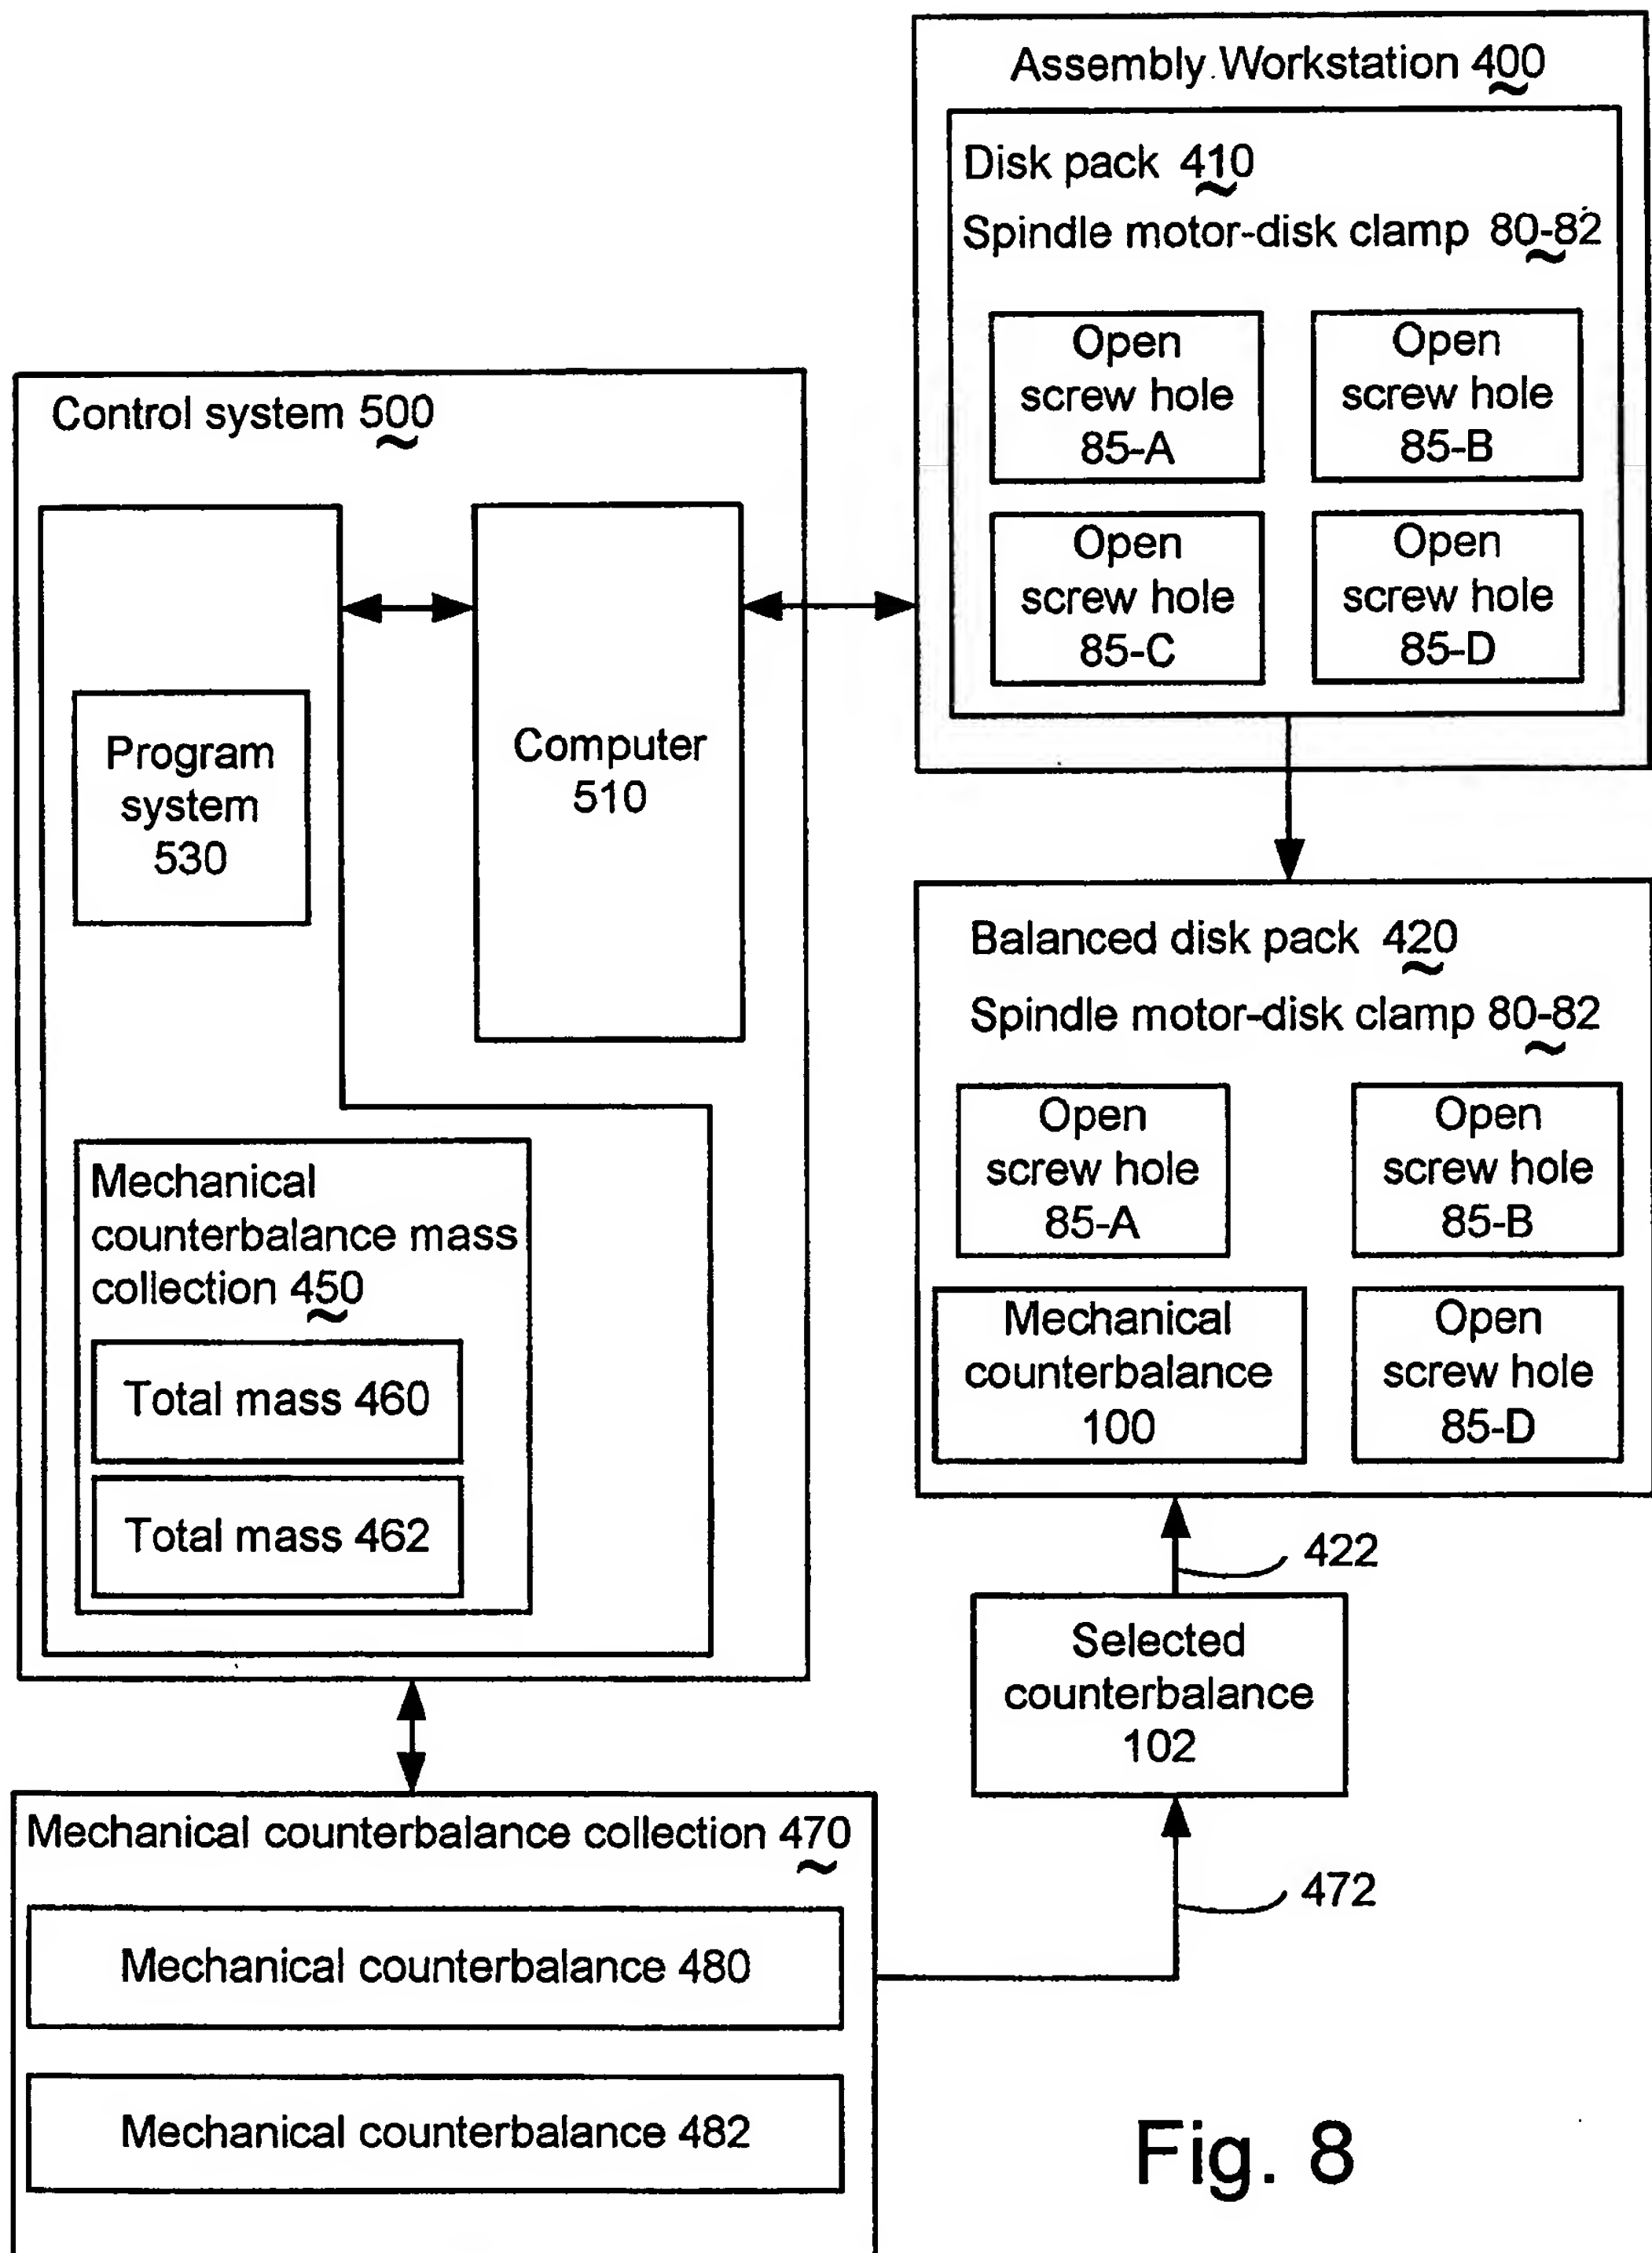 Assembly Workstation 400
Disk pack 410
Spindle motor-disk clamp 80-82
Open
screw hole
85-A
Open
screw hole
85-B
Open
screw hole
85-C
Open
screw hole
85-D
Control system 500
Program
system
530
Computer
510
Mechanical
counterbalance mass
collection 450
Total mass 460
Total mass 462
Balanced disk pack 420
Spindle motor-disk clamp 80-82
Open
screw hole
85-A
Open
screw hole
85-B
Mechanical
counterbalance
100
Open
screw hole
85-D
422
Selected
counterbalance
102
472
Mechanical counterbalance collection 470
Mechanical counterbalance 480
Mechanical counterbalance 482
Fig. 8